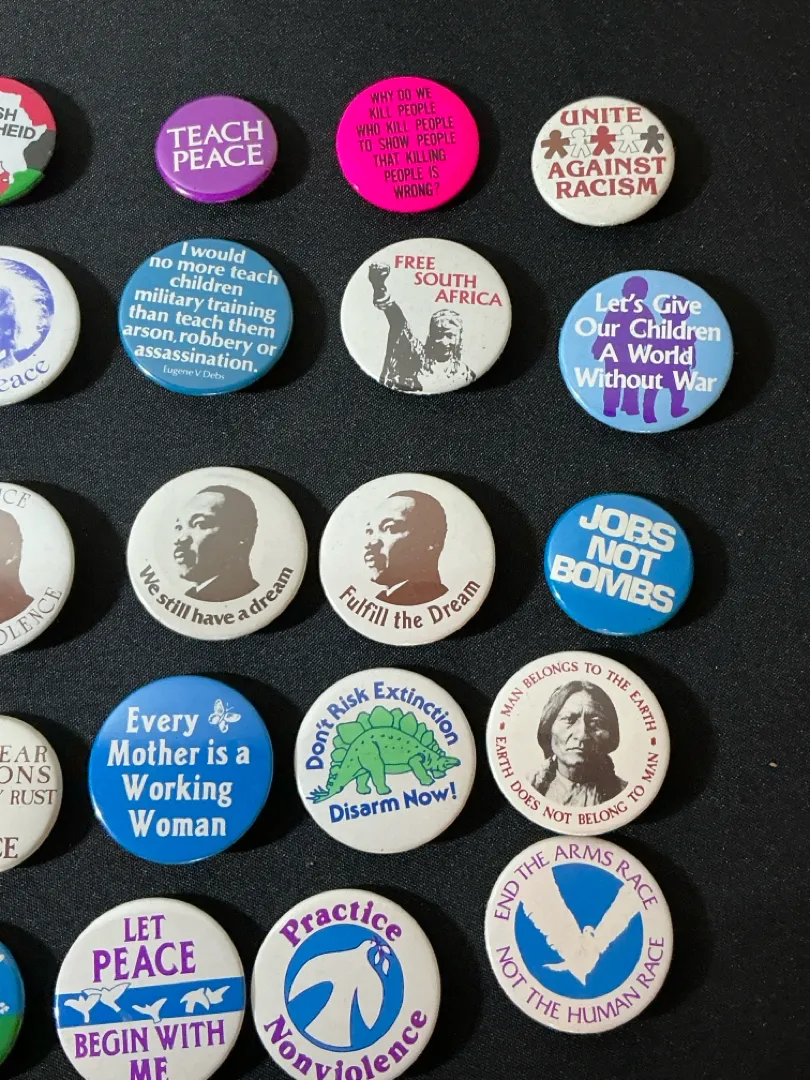 TEACH
PEACE
WHY DO WE
KILL PEOPLE
WHO KILL PEOPLE
TO SHOW PEOPLE
THAT KILLING
PEOPLE IS
WRONG?
UNITE
AGAINST
RACISM
I would
no more teach
children
military training
than teach them
arson, robbery or
assassination.
Eugene V Debs
FREE
SOUTH
AFRICA
Let's Give
Our Children
A World
Without War
We still have a dream
Fulfill the Dream
JOBS
NOT
BOMBS
Every
Mother is a
Working
Woman
Don't Risk Extinction
Disarm Now!
MAN BELONGS TO THE EARTH
EARTH DOES NOT BELONG TO MAN
LET
PEACE
BEGIN WITH
ME
Practice
Nonviolence
END THE ARMS RACE
NOT THE HUMAN RACE